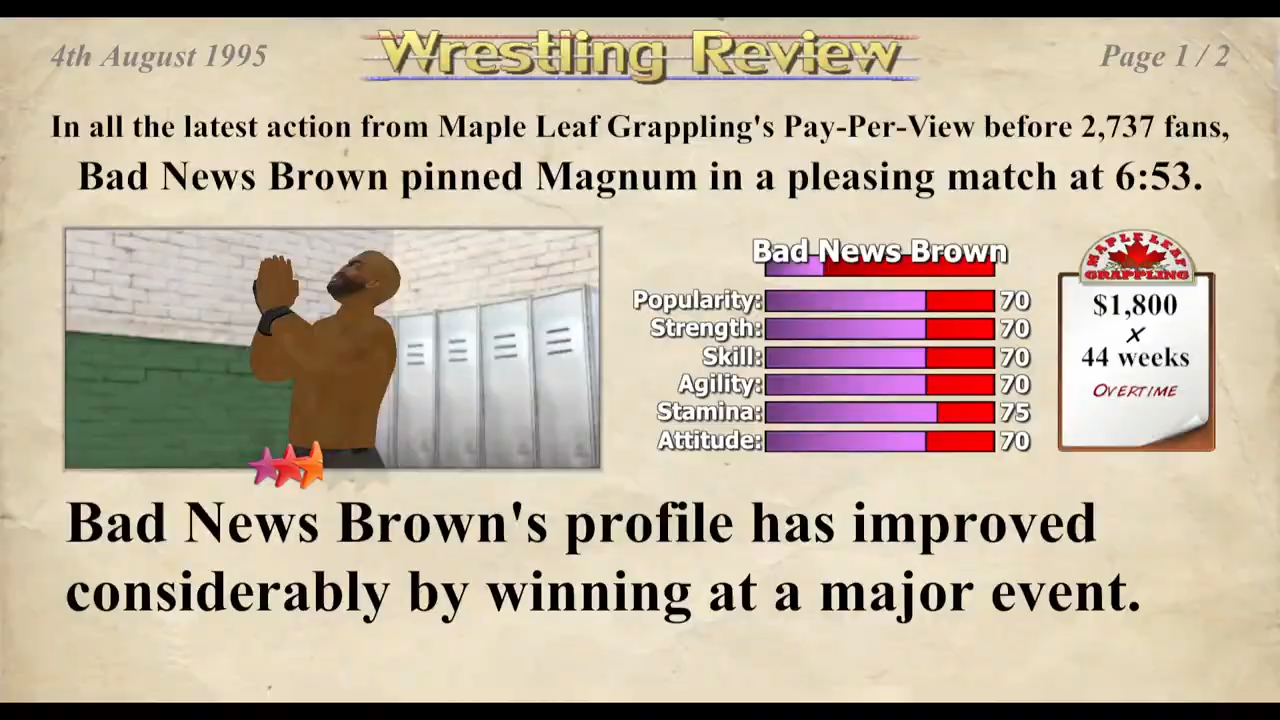 4th August 1995
Wrestling Review
Page 1 / 2
In all the latest action from Maple Leaf Grappling's Pay-Per-View before 2,737 fans,
Bad News Brown pinned Magnum in a pleasing match at 6:53.
Bad News Brown
Popularity: 70
Strength: 70
Skill: 70
Agility: 70
Stamina: 75
Attitude: 70
MAPLE LEAF
GRAPPLING
$1,800
x
44 weeks
OVERTIME
Bad News Brown's profile has improved
considerably by winning at a major event.